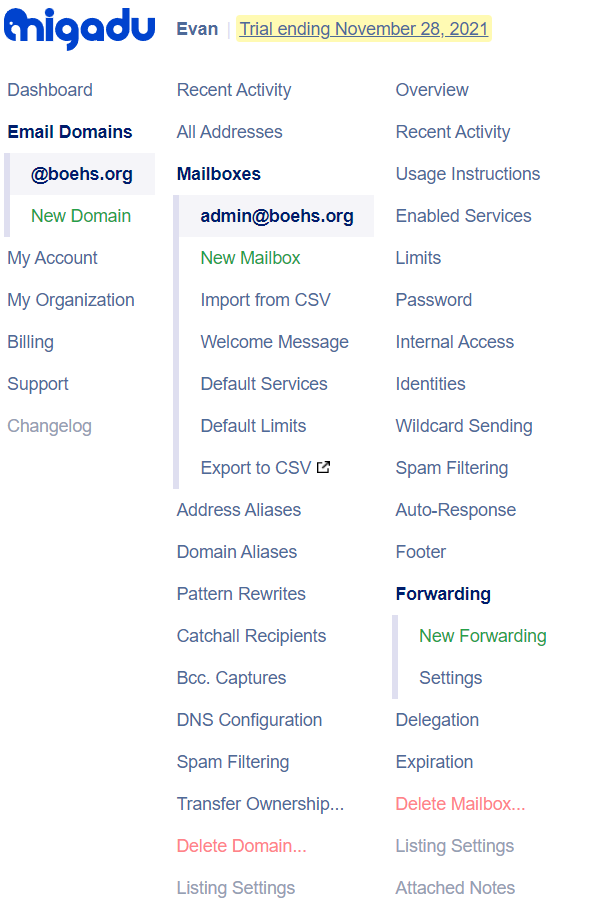 migadu
Evan | Trial ending November 28, 2021
Dashboard
Email Domains
@boehs.org
New Domain
My Account
My Organization
Billing
Support
Changelog
Recent Activity
All Addresses
Mailboxes
admin@boehs.org
New Mailbox
Import from CSV
Welcome Message
Default Services
Default Limits
Export to CSV
Address Aliases
Domain Aliases
Pattern Rewrites
Catchall Recipients
Bcc. Captures
DNS Configuration
Spam Filtering
Transfer Ownership...
Delete Domain...
Listing Settings
Overview
Recent Activity
Usage Instructions
Enabled Services
Limits
Password
Internal Access
Identities
Wildcard Sending
Spam Filtering
Auto-Response
Footer
Forwarding
New Forwarding
Settings
Delegation
Expiration
Delete Mailbox...
Listing Settings
Attached Notes